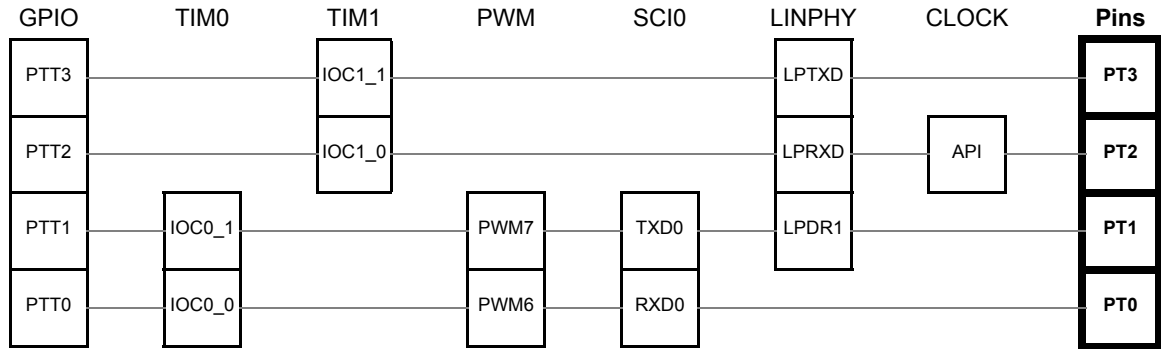 GPIO TIM0 TIM1 PWM SCI0 LINPHY CLOCK Pins
PTT3 IOC1_1 LPTXD PT3
PTT2 IOC1_0 LPRXD API PT2
PTT1 IOC0_1 PWM7 TXD0 LPDR1 PT1
PTT0 IOC0_0 PWM6 RXD0 PT0